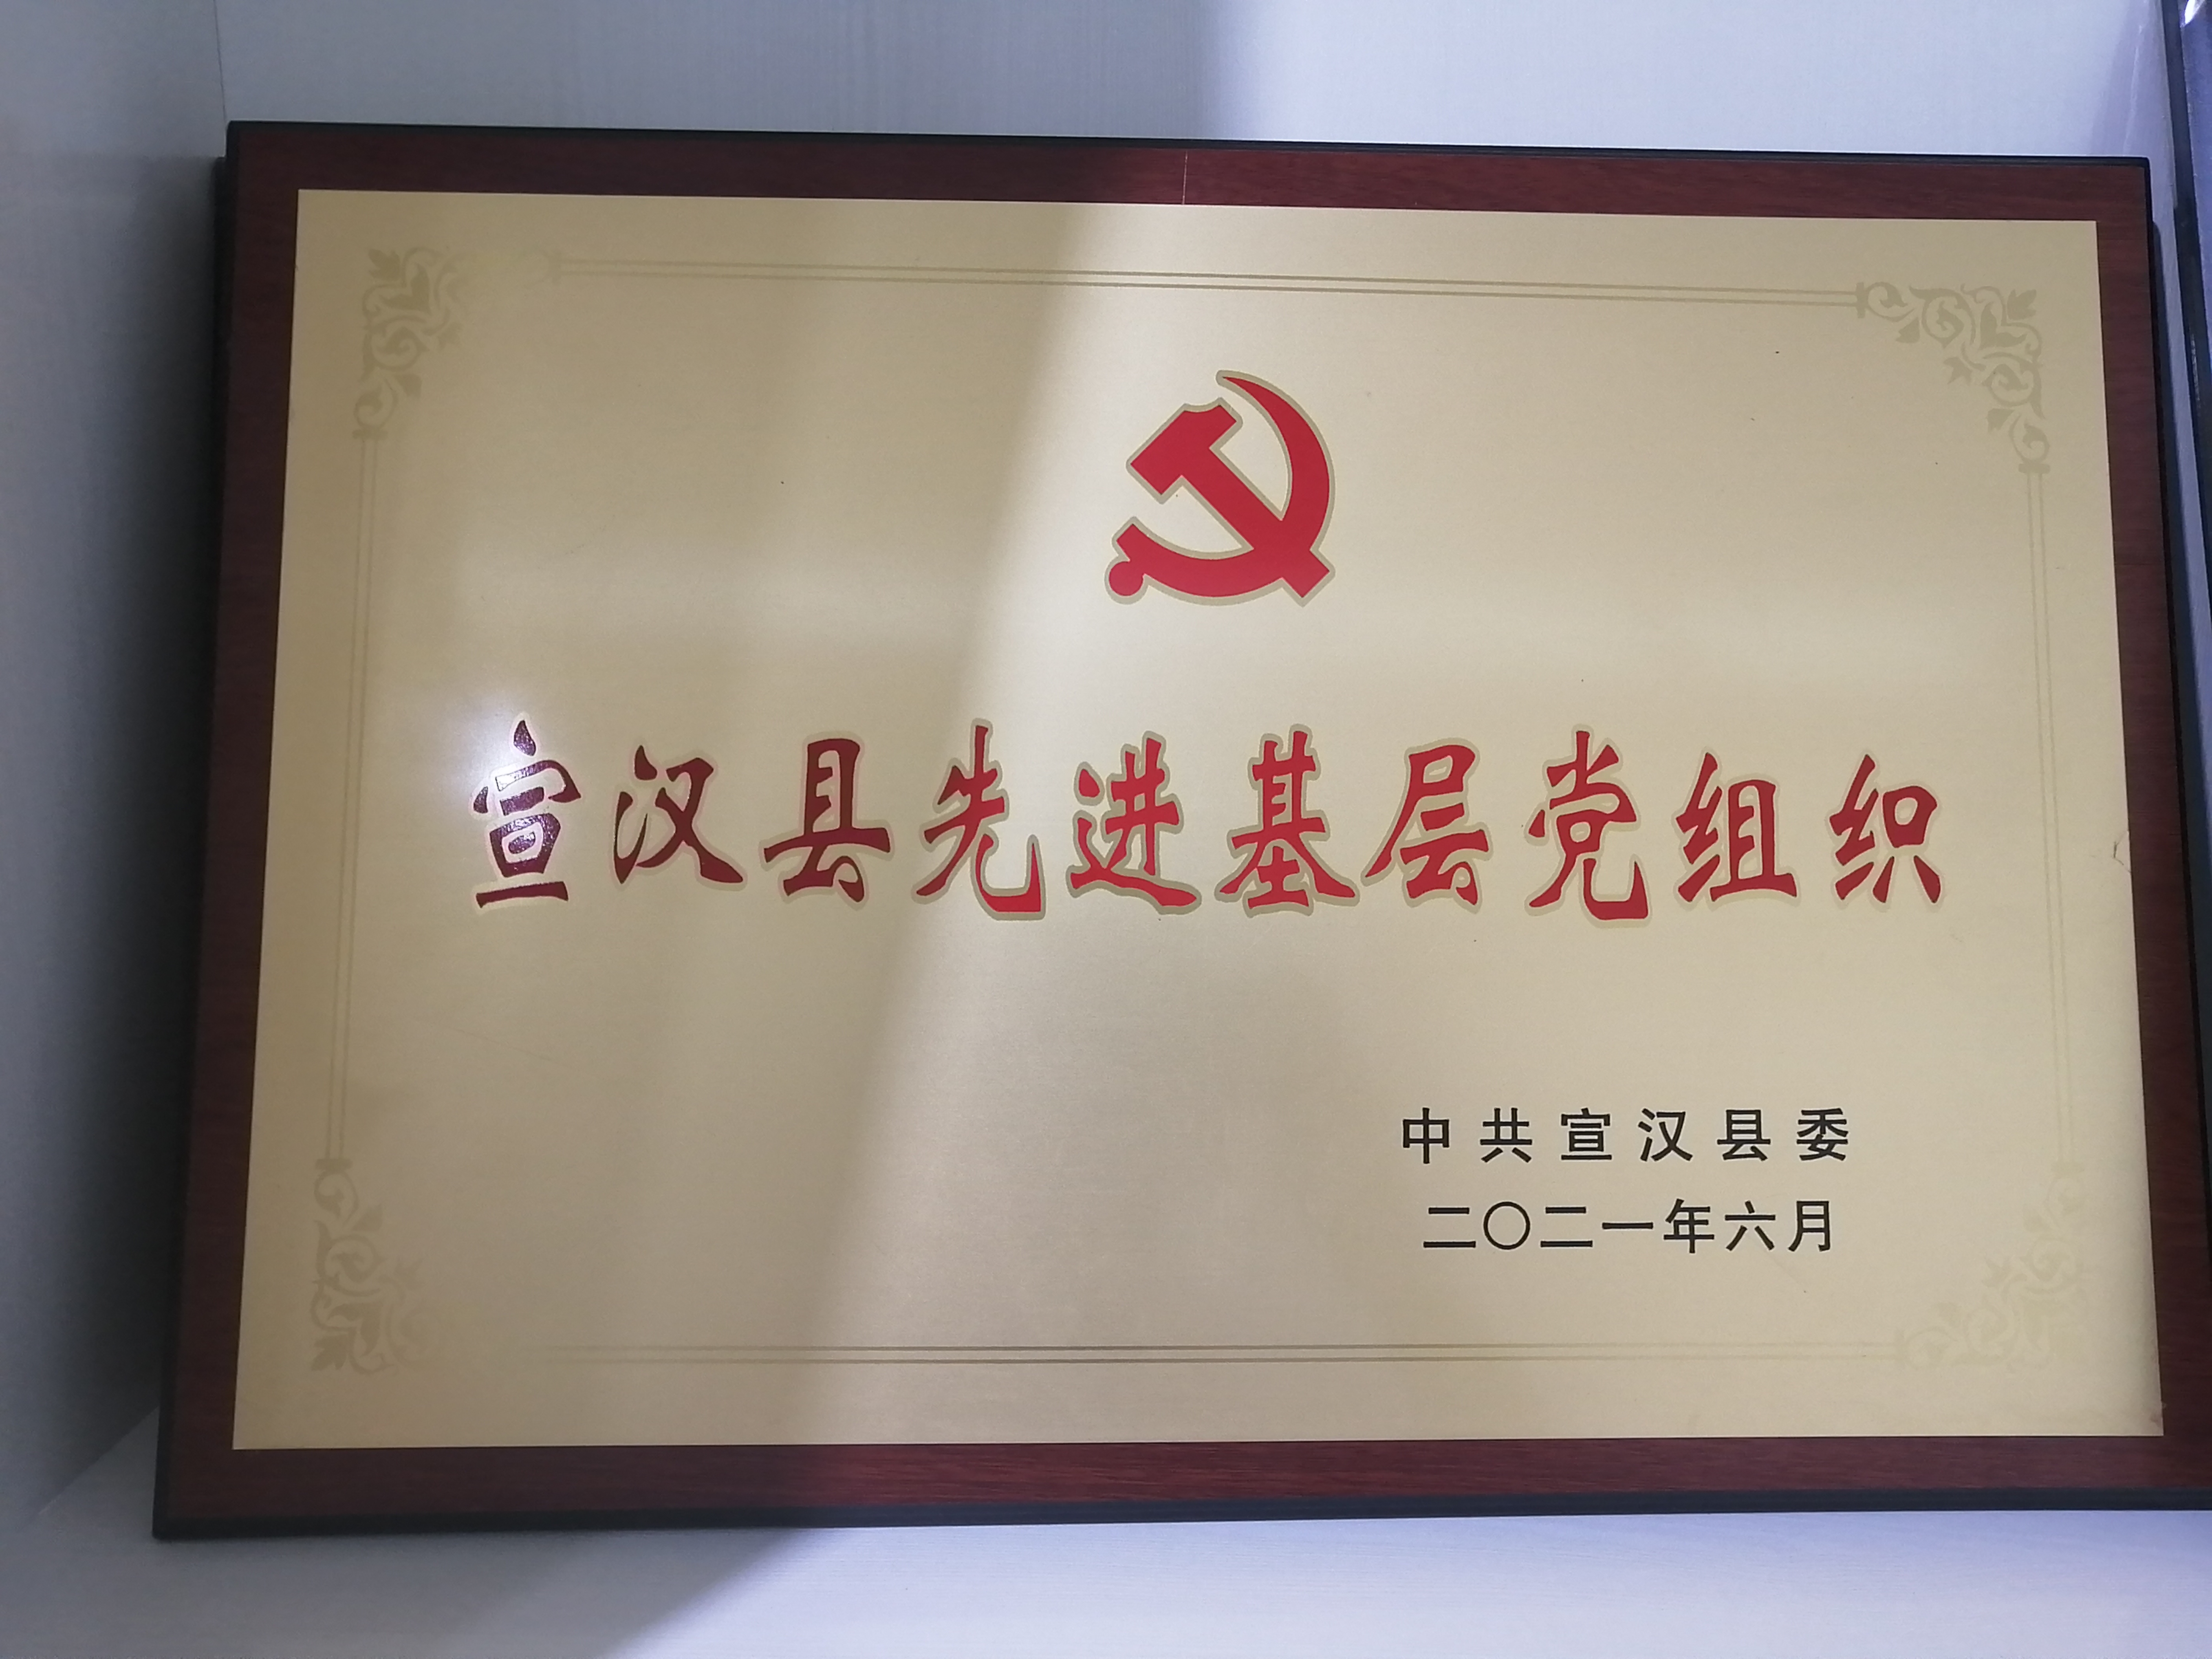 宣汉县先进基层党组织
中共宣汉县委
二〇二一年六月